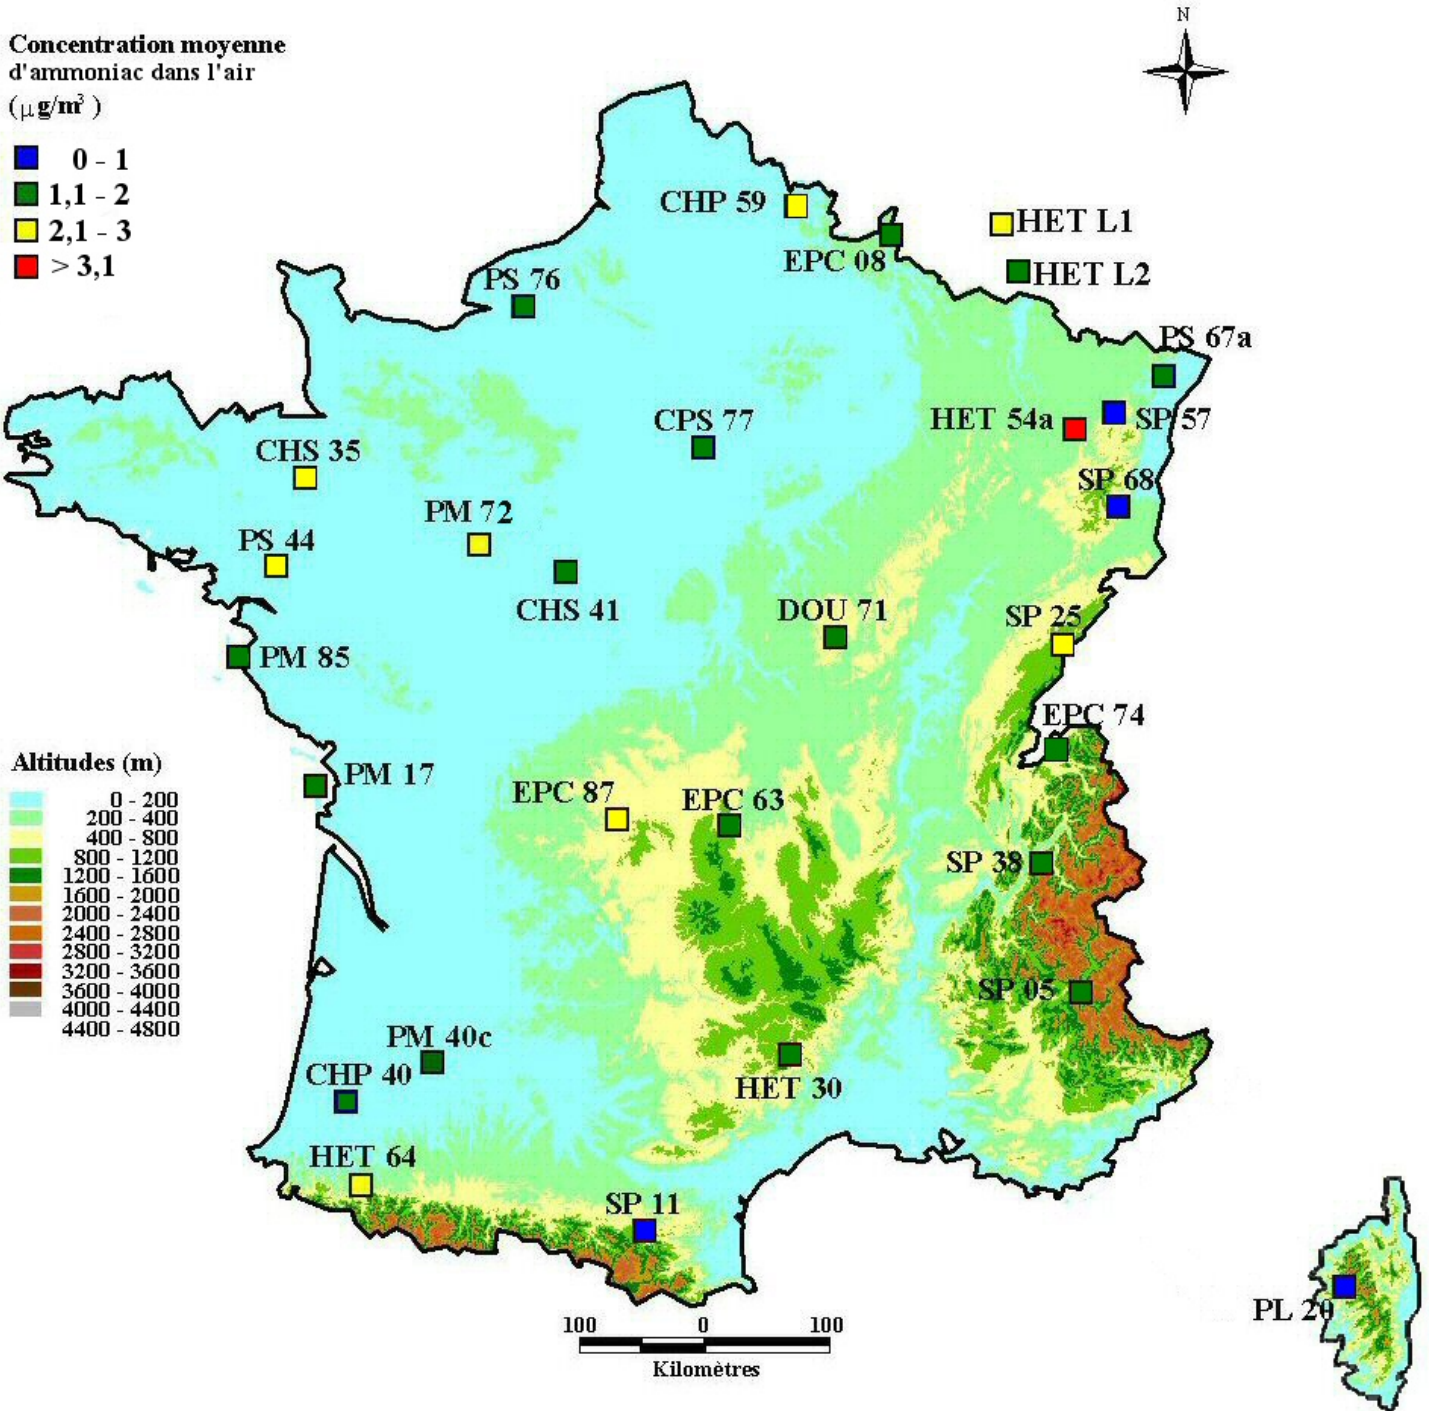 N
Concentration moyenne
d'ammoniac dans l'air
(μg/m³ )
0 - 1
1,1 - 2
2,1 - 3
> 3,1
CHP 59
HET L1
EPC 08
HET L2
PS 76
PS 67a
CPS 77
HET 54a
SP 57
CHS 35
SP 68
PM 72
PS 44
CHS 41
DOU 71
SP 25
PM 85
EPC 74
Altitudes (m)
0 - 200
200 - 400
400 - 800
800 - 1200
1200 - 1600
1600 - 2000
2000 - 2400
2400 - 2800
2800 - 3200
3200 - 3600
3600 - 4000
4000 - 4400
4400 - 4800
PM 17
EPC 87
EPC 63
SP 38
SP 05
PM 40c
CHP 40
HET 30
HET 64
SP 11
PL 20
100 0 100
Kilomètres